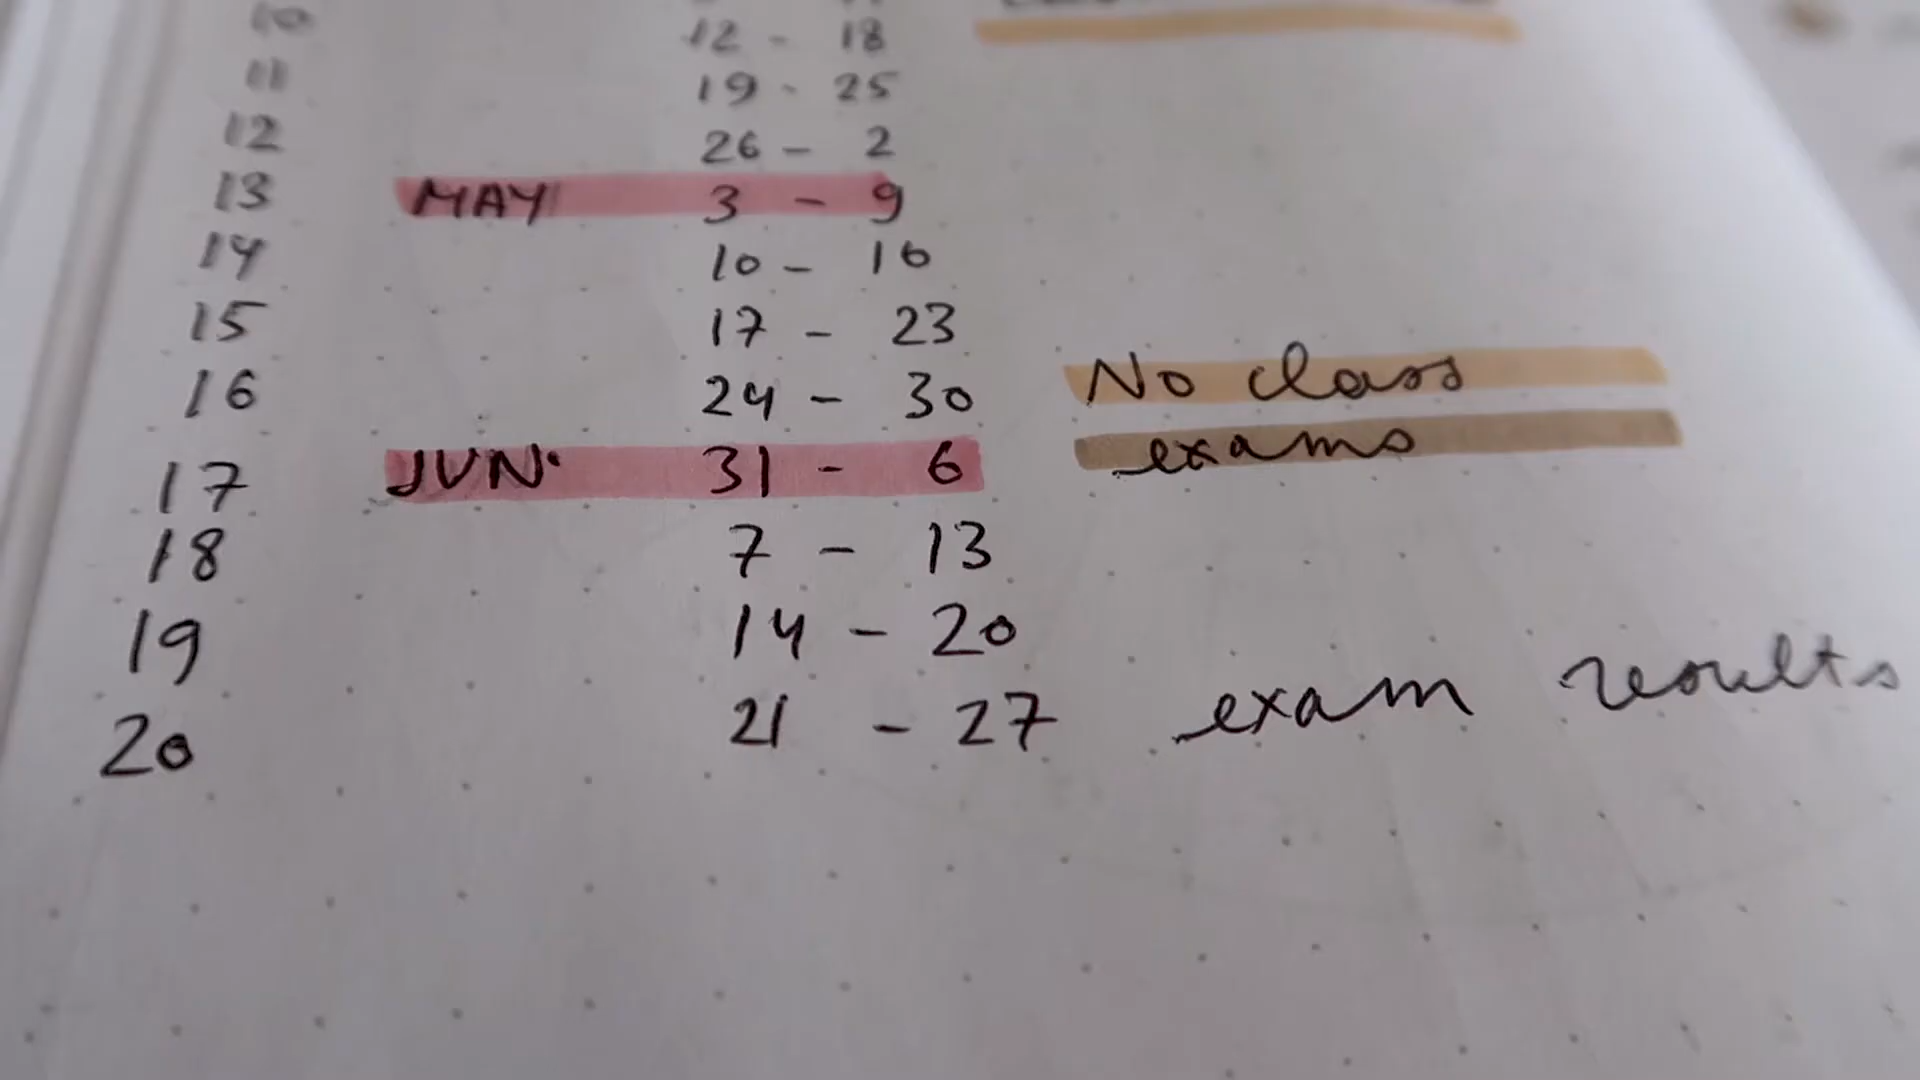 10
12 - 18
11 19 - 25
12 26 - 2
13 MAY 3 - 9
14 10 - 16
15 17 - 23
16 24 - 30 No class
17 JUN. 31 - 6 exams
18 7 - 13
19 14 - 20
20 21 - 27 exam results